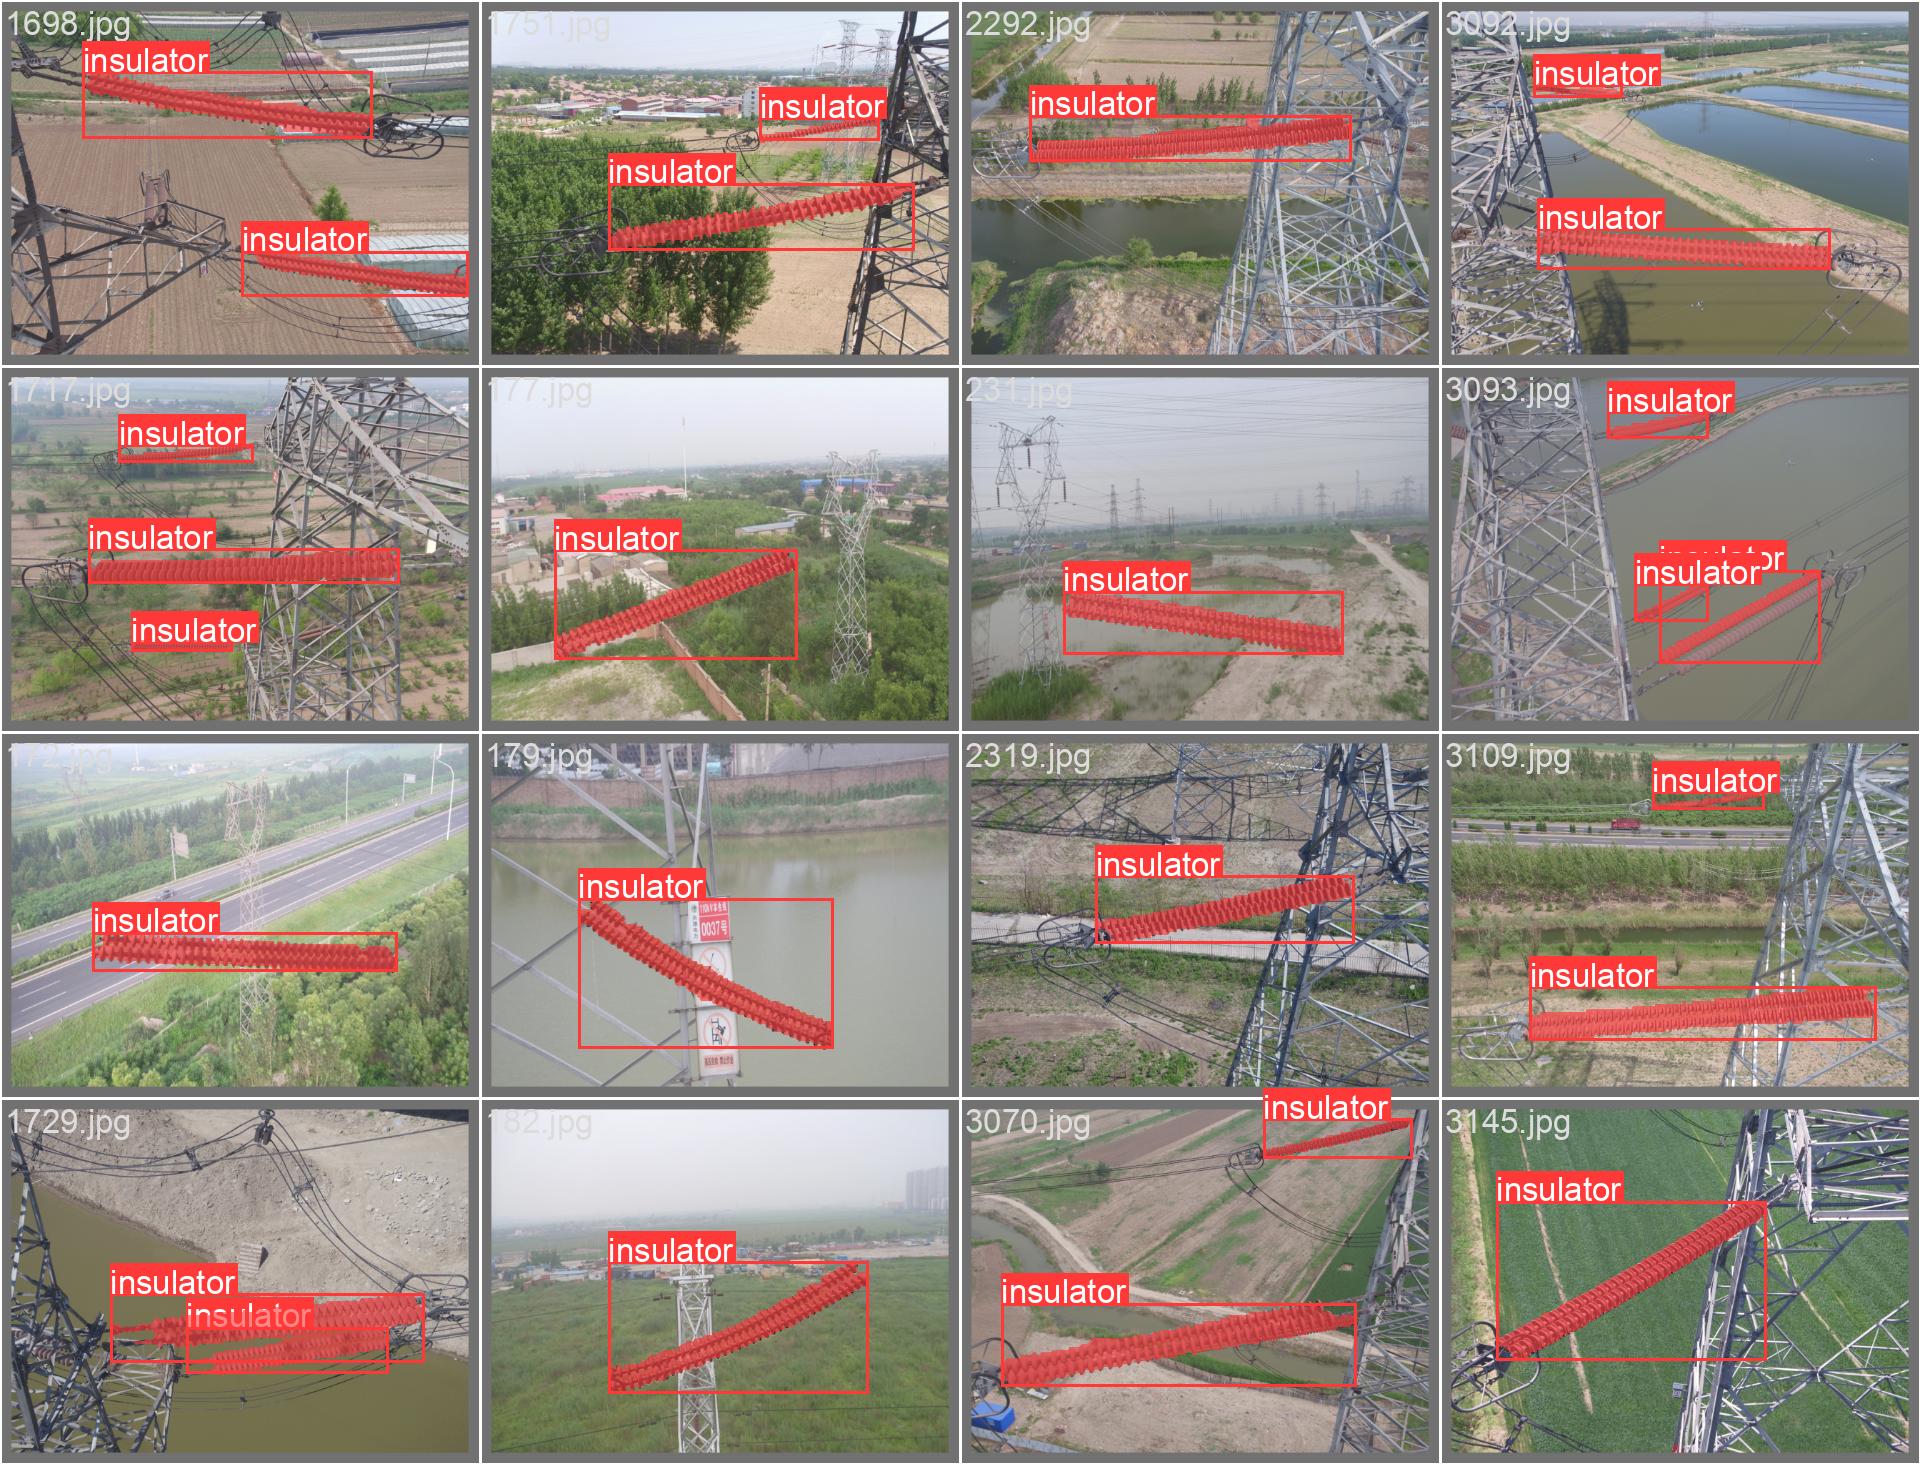 1698.jpg
insulator
insulator
1751.jpg
insulator
insulator
2292.jpg
insulator
3092.jpg
insulator
insulator
1717.jpg
insulator
insulator
insulator
177.jpg
insulator
231.jpg
insulator
3093.jpg
insulator
insulator
insulator
172.jpg
insulator
179.jpg
insulator
0037号
2319.jpg
insulator
3109.jpg
insulator
insulator
1729.jpg
insulator
insulator
182.jpg
insulator
3070.jpg
insulator
insulator
3145.jpg
insulator